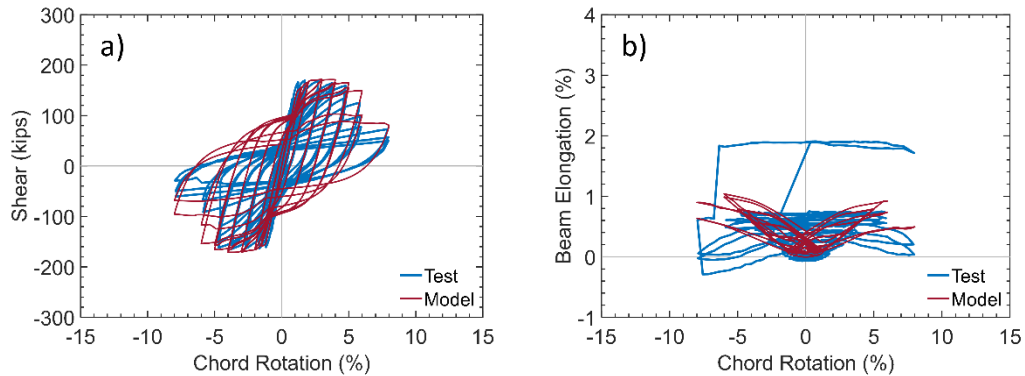 a)
300
200
100
0
-100
-200
-300
Shear (kips)
-15 -10 -5 0 5 10 15
Chord Rotation (%)
Test
Model
b)
4
3
2
1
0
-1
Beam Elongation (%)
-15 -10 -5 0 5 10 15
Chord Rotation (%)
Test
Model